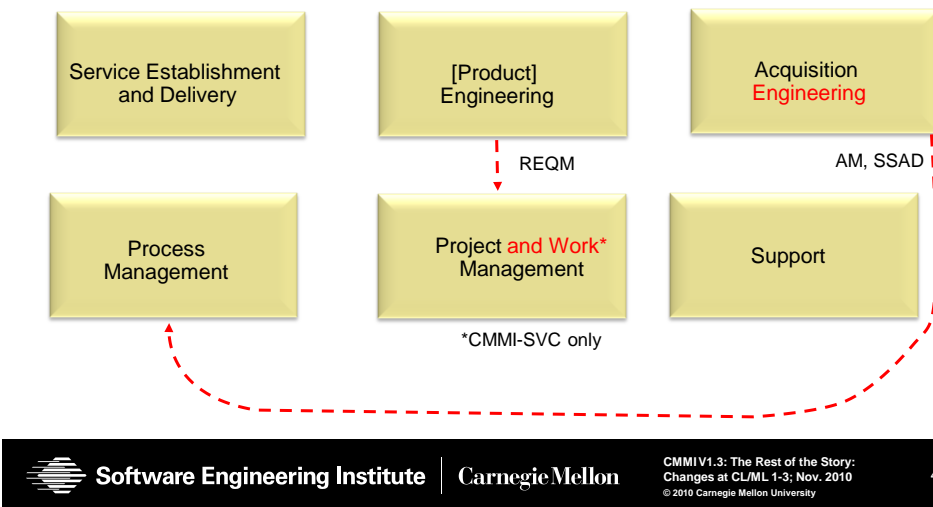 Service Establishment
and Delivery
[Product]
Engineering
Acquisition
Engineering
REQM
AM, SSAD
Process
Management
Project and Work*
Management
Support
*CMMI-SVC only
Software Engineering Institute
Carnegie Mellon
CMMI V1.3: The Rest of the Story:
Changes at CL/ML 1-3; Nov. 2010
© 2010 Carnegie Mellon University